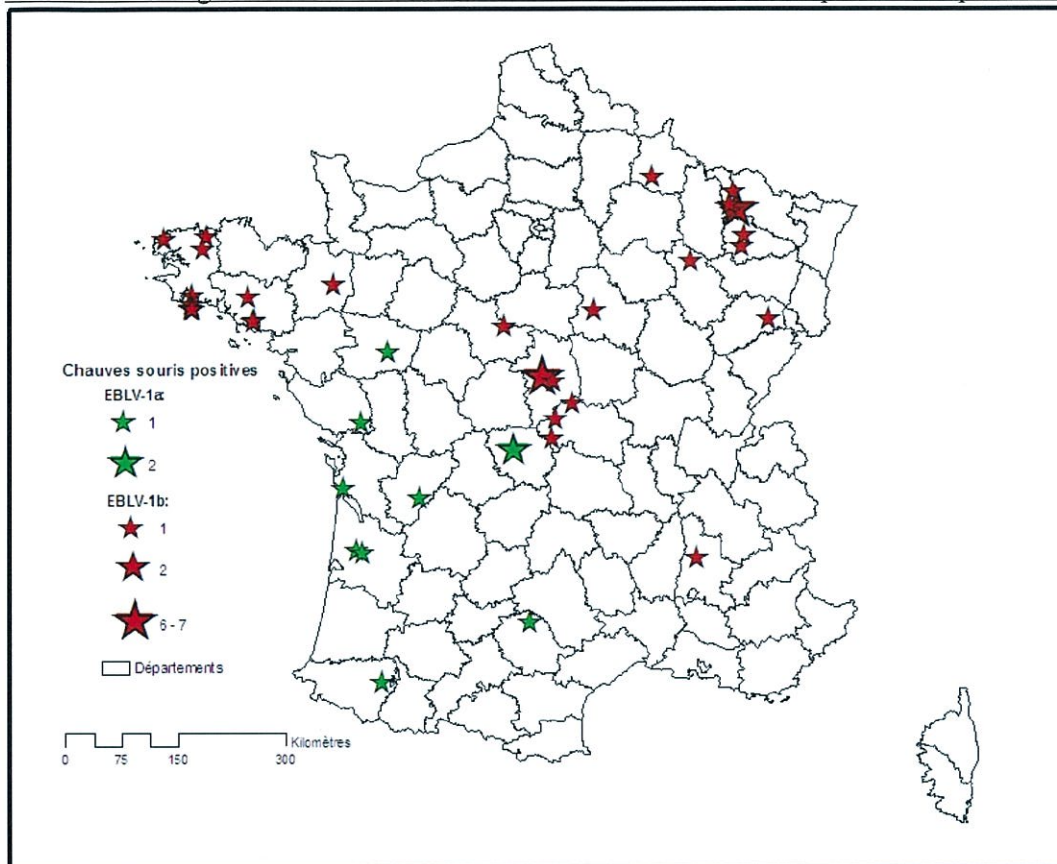 Chauves souris positives
EBLV-1a:
1
2
EBLV-1b:
1
2
6 - 7
Départements
Kilomètres
0 75 150 300